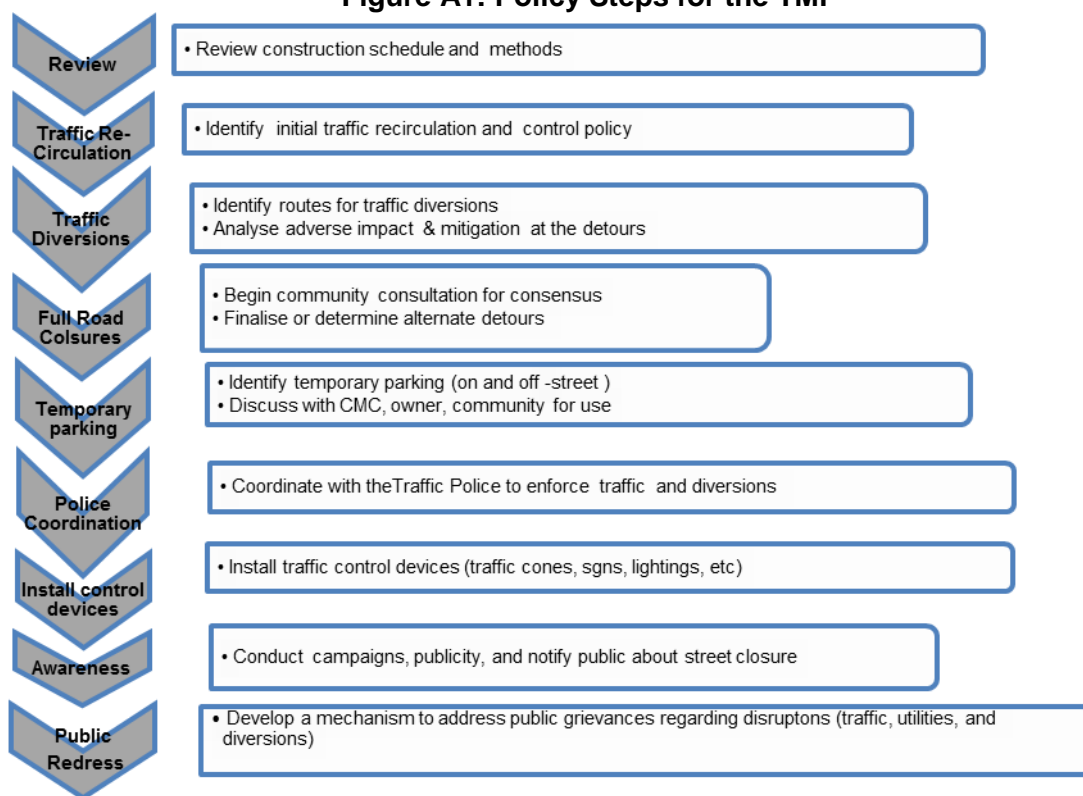 Figure A1: Policy Steps for the TMP
Review
• Review construction schedule and methods
Traffic Re-
Circulation
• Identify initial traffic recirculation and control policy
Traffic
Diversions
• Identify routes for traffic diversions
• Analyse adverse impact & mitigation at the detours
Full Road
Colsures
• Begin community consultation for consensus
• Finalise or determine alternate detours
Temporary
parking
• Identify temporary parking (on and off -street )
• Discuss with CMC, owner, community for use
Police
Coordination
• Coordinate with theTraffic Police to enforce traffic and diversions
Install control
devices
• Install traffic control devices (traffic cones, sgns, lightings, etc)
Awareness
• Conduct campaigns, publicity, and notify public about street closure
Public
Redress
• Develop a mechanism to address public grievances regarding disruptons (traffic, utilities, and
diversions)